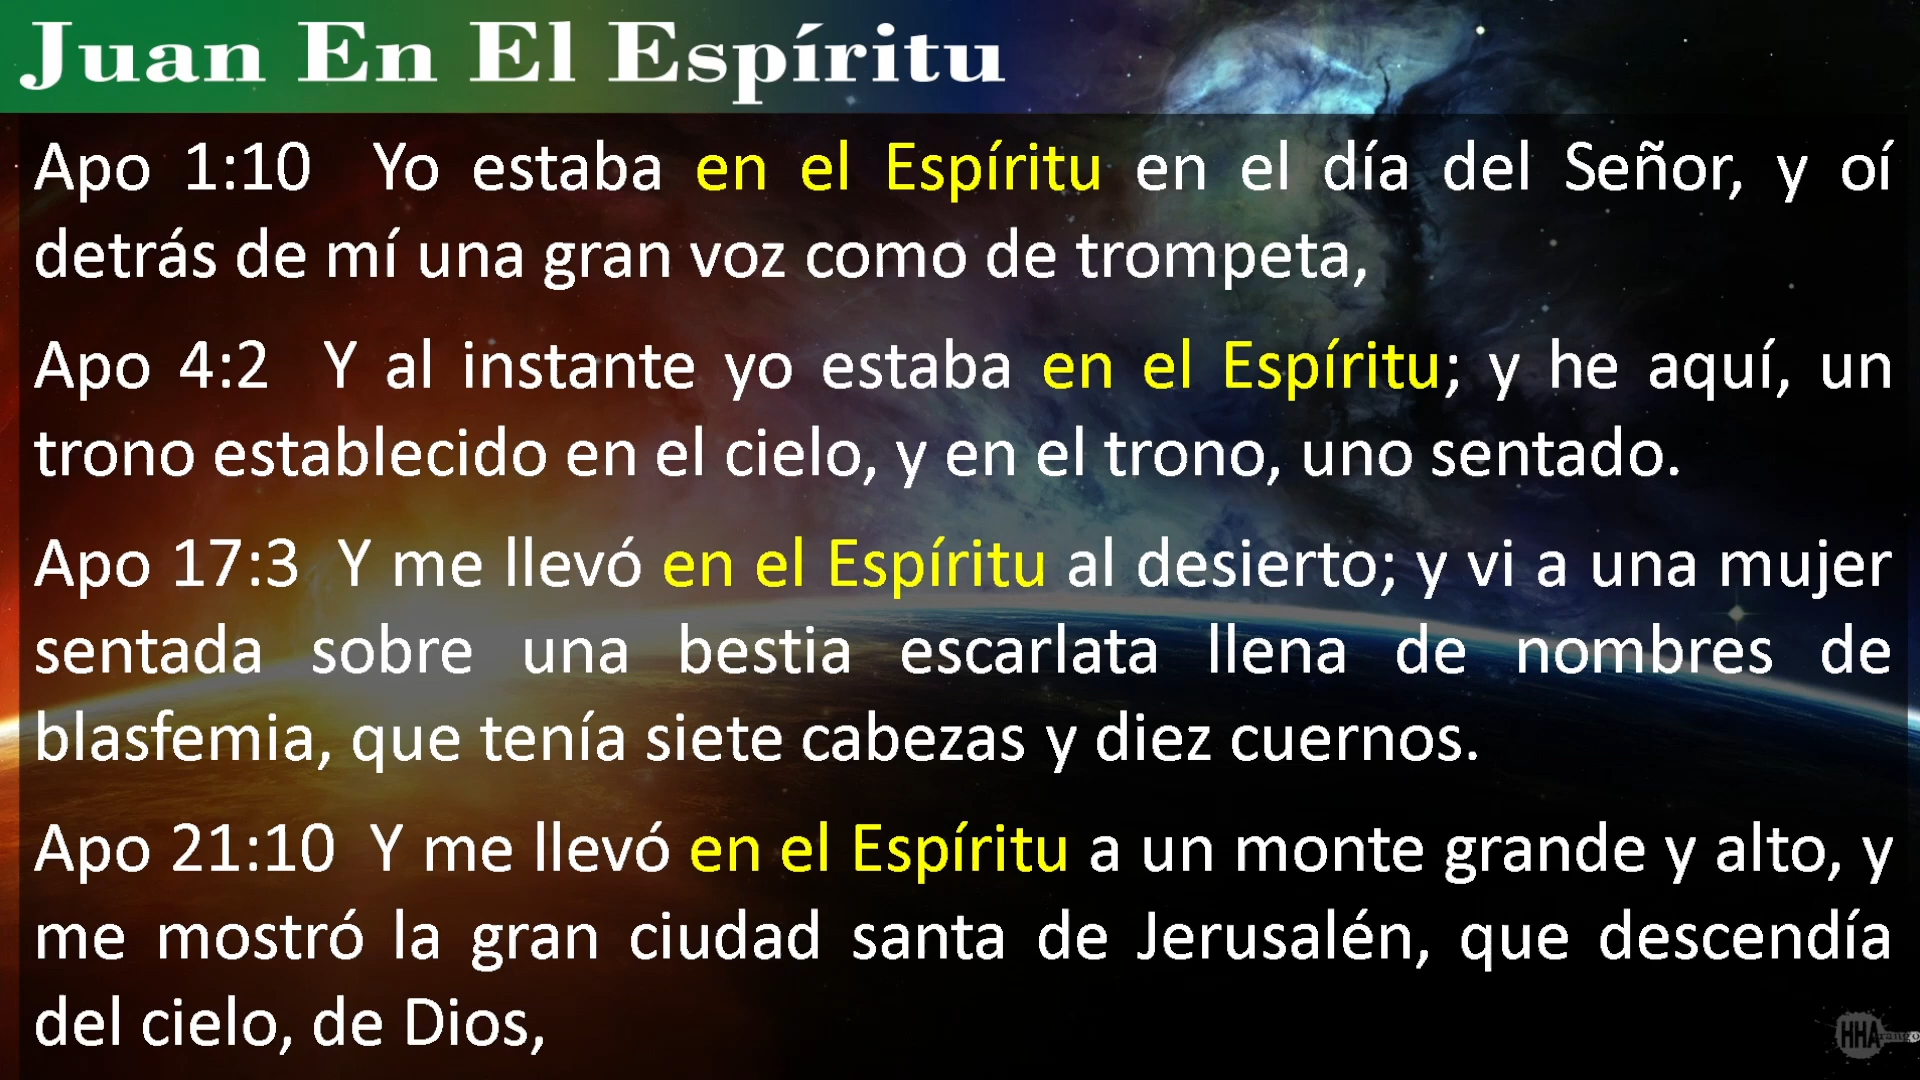 Juan En El Espíritu
Apo 1:10 Yo estaba en el Espíritu en el día del Señor, y oí
detrás de mí una gran voz como de trompeta,
Apo 4:2 Y al instante yo estaba en el Espíritu; y he aquí, un
trono establecido en el cielo, y en el trono, uno sentado.
Apo 17:3 Y me llevó en el Espíritu al desierto; y vi a una mujer
sentada sobre una bestia escarlata llena de nombres de
blasfemia, que tenía siete cabezas y diez cuernos.
Apo 21:10 Y me llevó en el Espíritu a un monte grande y alto, y
me mostró la gran ciudad santa de Jerusalén, que descendía
del cielo, de Dios,
HHArango